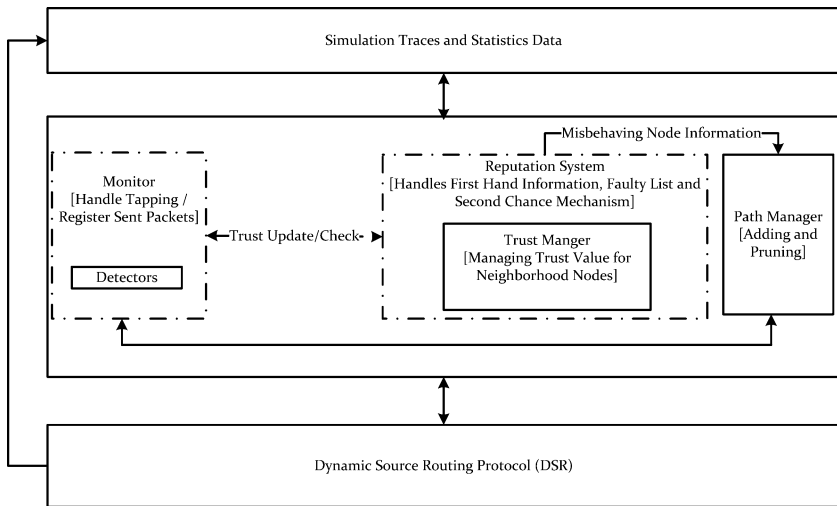 Simulation Traces and Statistics Data
Misbehaving Node Information
Monitor
[Handle Tapping /
Register Sent Packets]
Detectors
Trust Update/Check
Reputation System
[Handles First Hand Information, Faulty List and
Second Chance Mechanism]
Trust Manger
[Managing Trust Value for
Neighborhood Nodes]
Path Manager
[Adding and
Pruning]
Dynamic Source Routing Protocol (DSR)